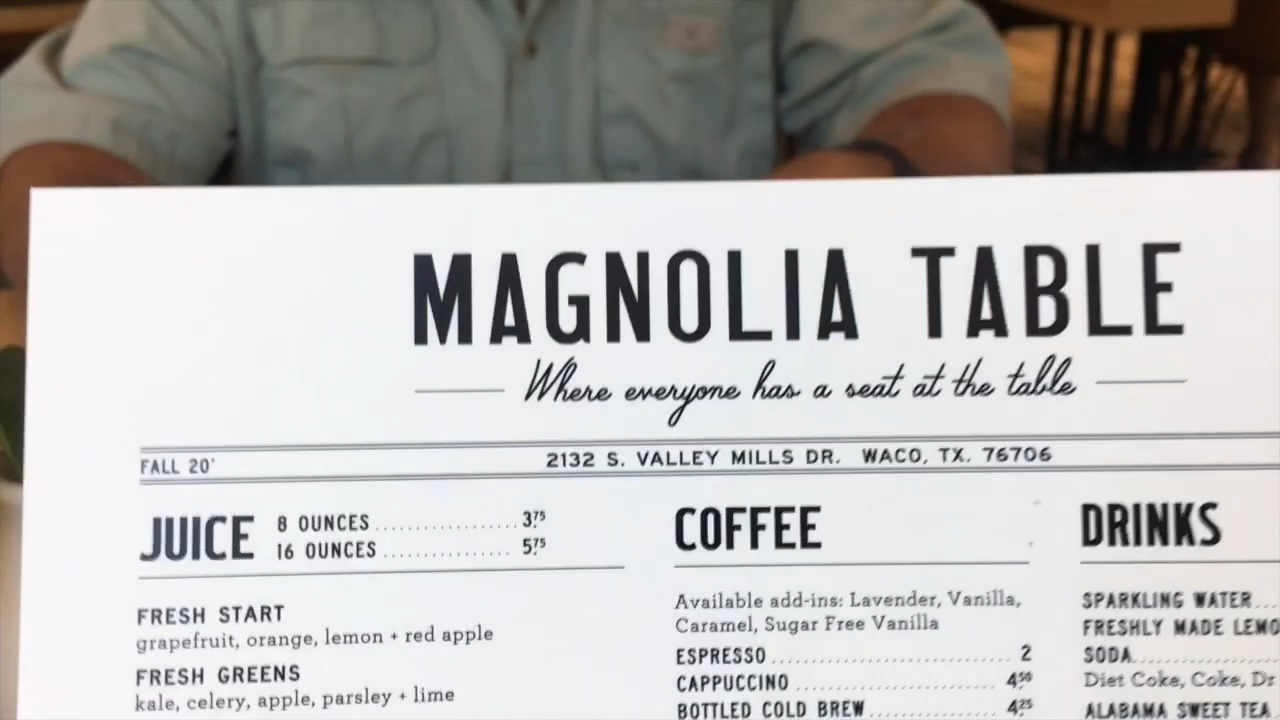 MAGNOLIA TABLE
Where everyone has a seat at the table
FALL 20'
2132 S. VALLEY MILLS DR. WACO, TX. 76706
JUICE
8 OUNCES 3.75
16 OUNCES 5.75
FRESH START
grapefruit, orange, lemon + red apple
FRESH GREENS
kale, celery, apple, parsley + lime
COFFEE
Available add-ins: Lavender, Vanilla,
Caramel, Sugar Free Vanilla
ESPRESSO 2
CAPPUCCINO 4.50
BOTTLED COLD BREW 4.25
DRINKS
SPARKLING WATER
FRESHLY MADE LEMO
SODA
Diet Coke, Coke, Dr
ALABAMA SWEET TEA